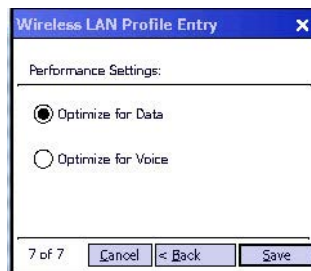 Wireless LAN Profile Entry
Performance Settings:
Optimize for Data
Optimize for Voice
7 of 7 Cancel < Back Save